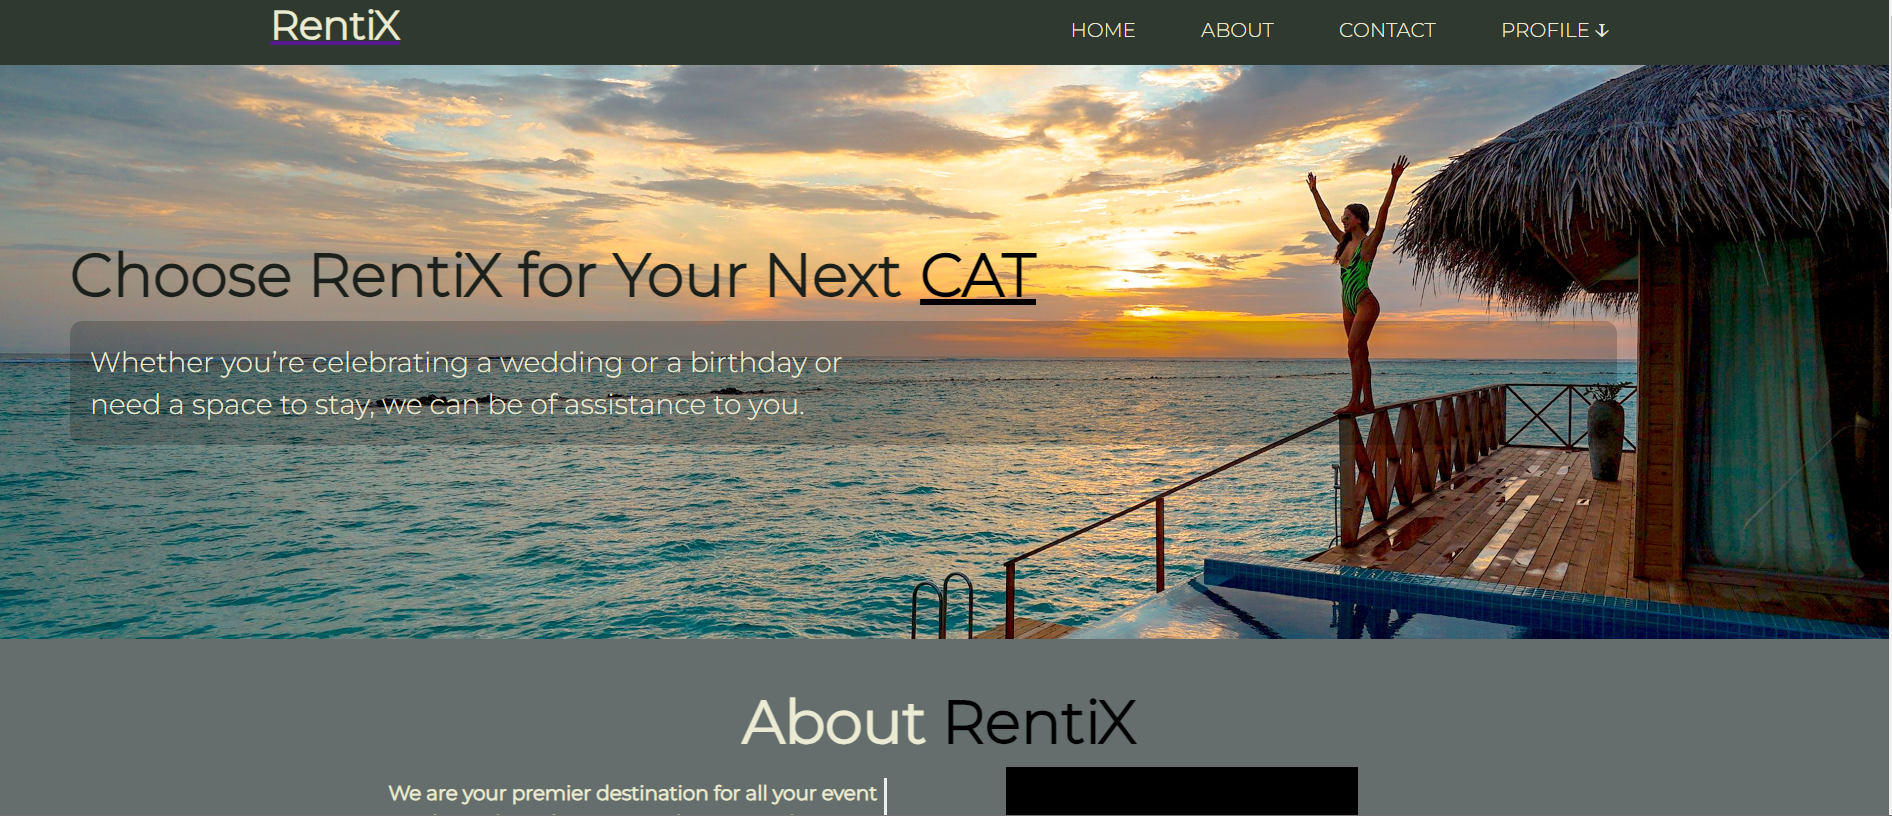 RentiX
HOME ABOUT CONTACT PROFILE
Choose RentiX for Your Next CAT
Whether you’re celebrating a wedding or a birthday or
need a space to stay, we can be of assistance to you.
About RentiX
We are your premier destination for all your event